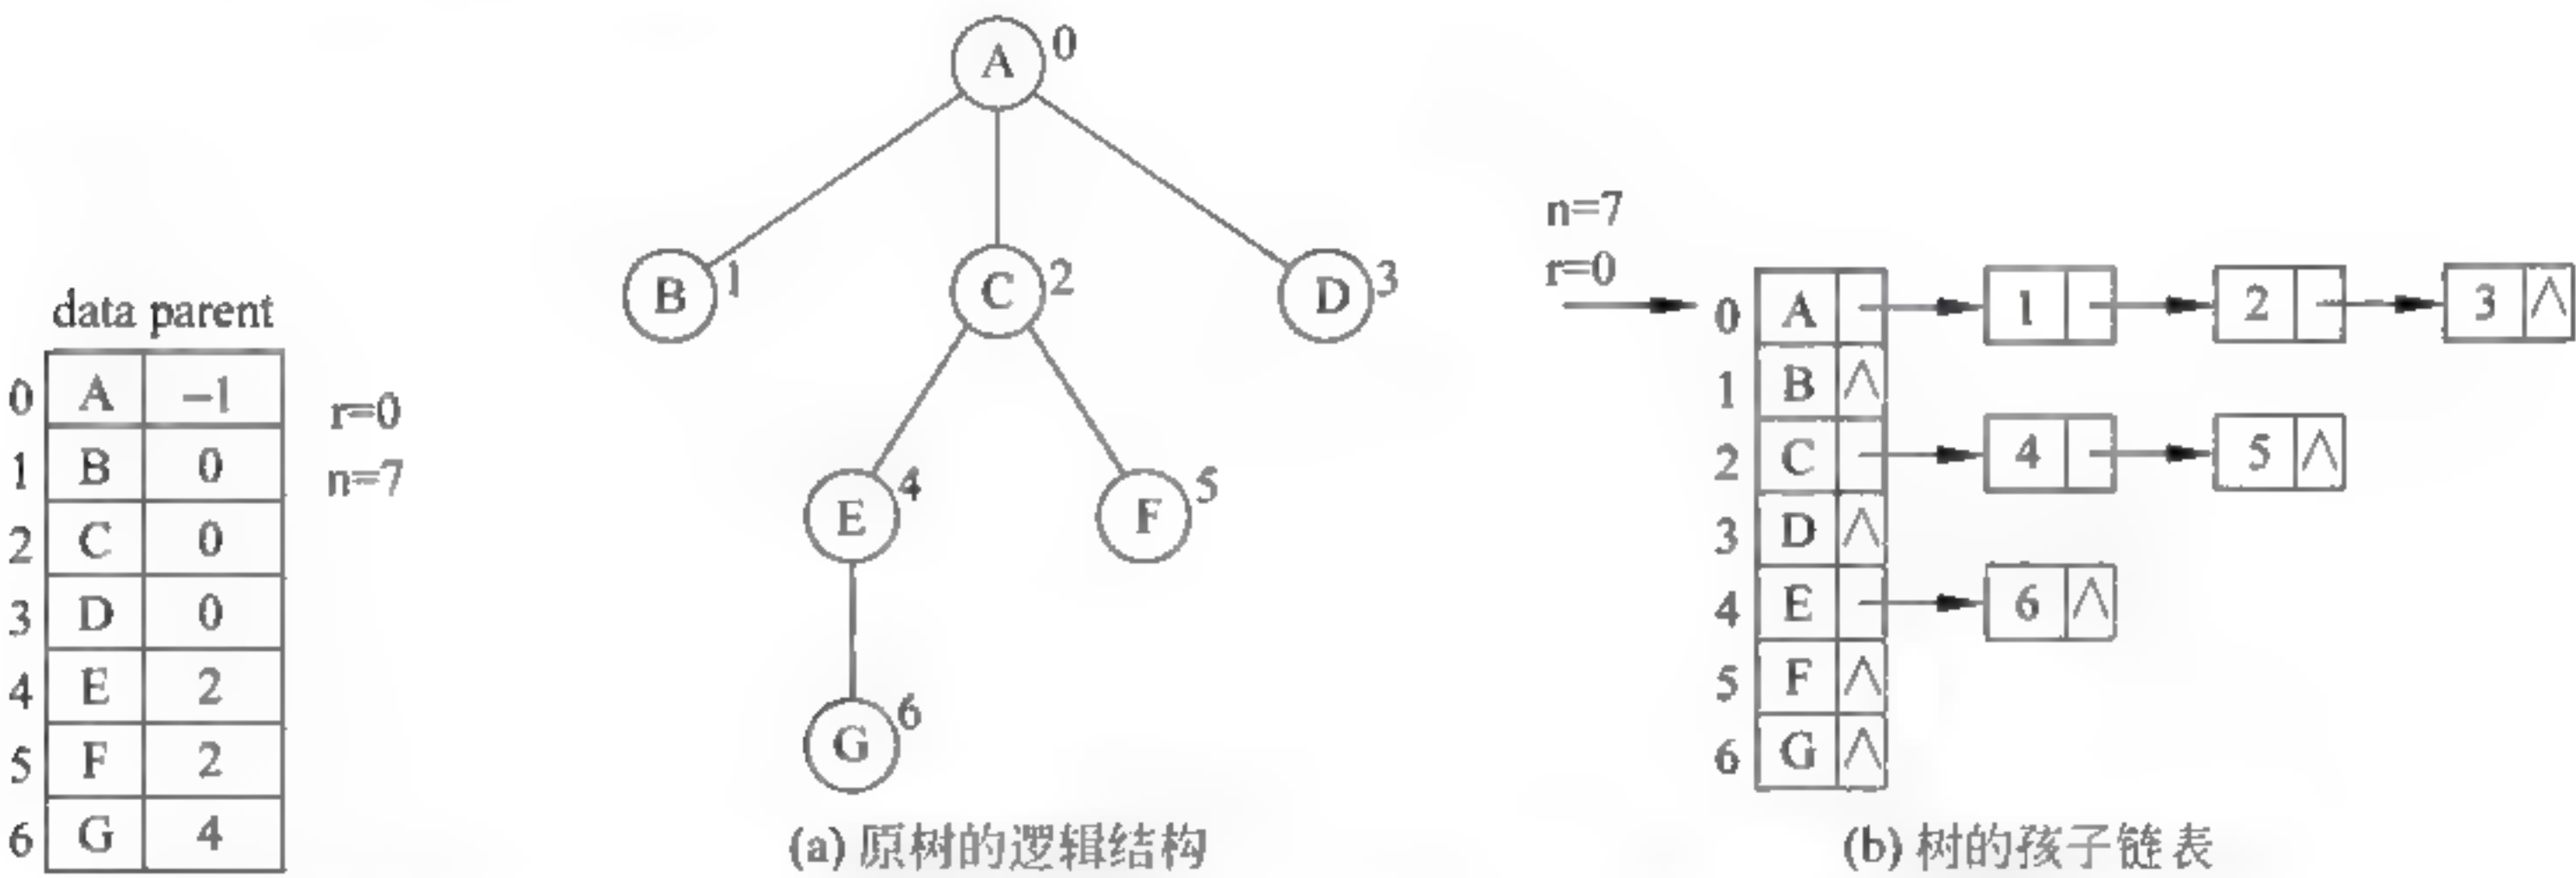 data parent
0 A −1
1 B 0
2 C 0
3 D 0
4 E 2
5 F 2
6 G 4
r=0
n=7
A 0
B 1
C 2
D 3
E 4
F 5
G 6
(a) 原树的逻辑结构
n=7
r=0
0 A 1 2 3 ∧
1 B ∧
2 C 4 5 ∧
3 D ∧
4 E 6 ∧
5 F ∧
6 G ∧
(b) 树的孩子链表